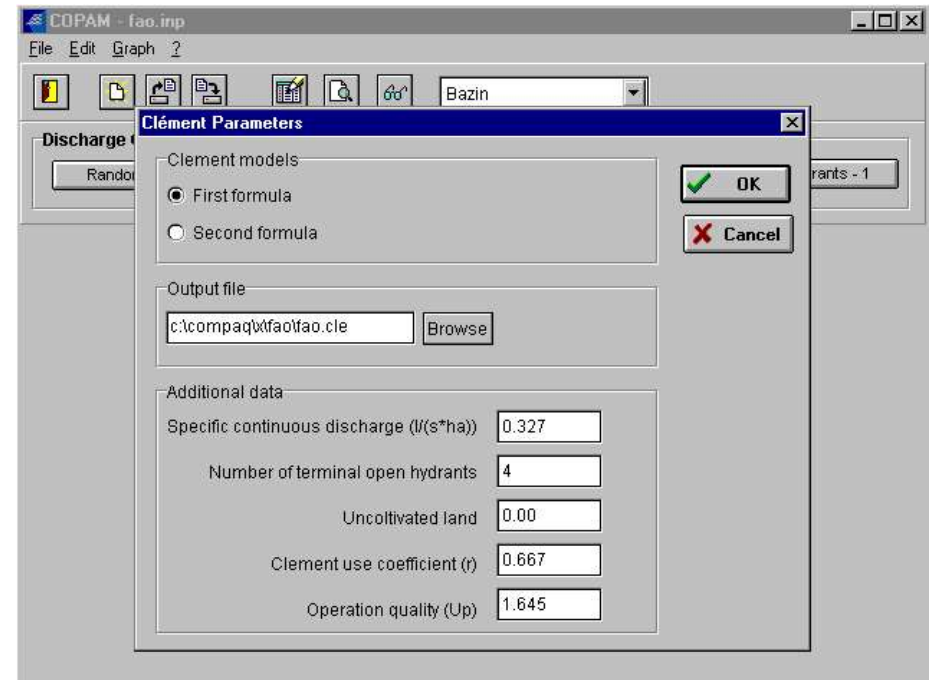 COPAM - fao.inp
File Edit Graph ?
Bazin
Clément Parameters
Discharge
Clement models
First formula
Second formula
OK
Cancel
rants - 1
Output file
c:\compaq\x\fao\fao.cle
Browse
Additional data
Specific continuous discharge (l/(s*ha)) 0.327
Number of terminal open hydrants 4
Uncoltivated land 0.00
Clement use coefficient (r) 0.667
Operation quality (Up) 1.645